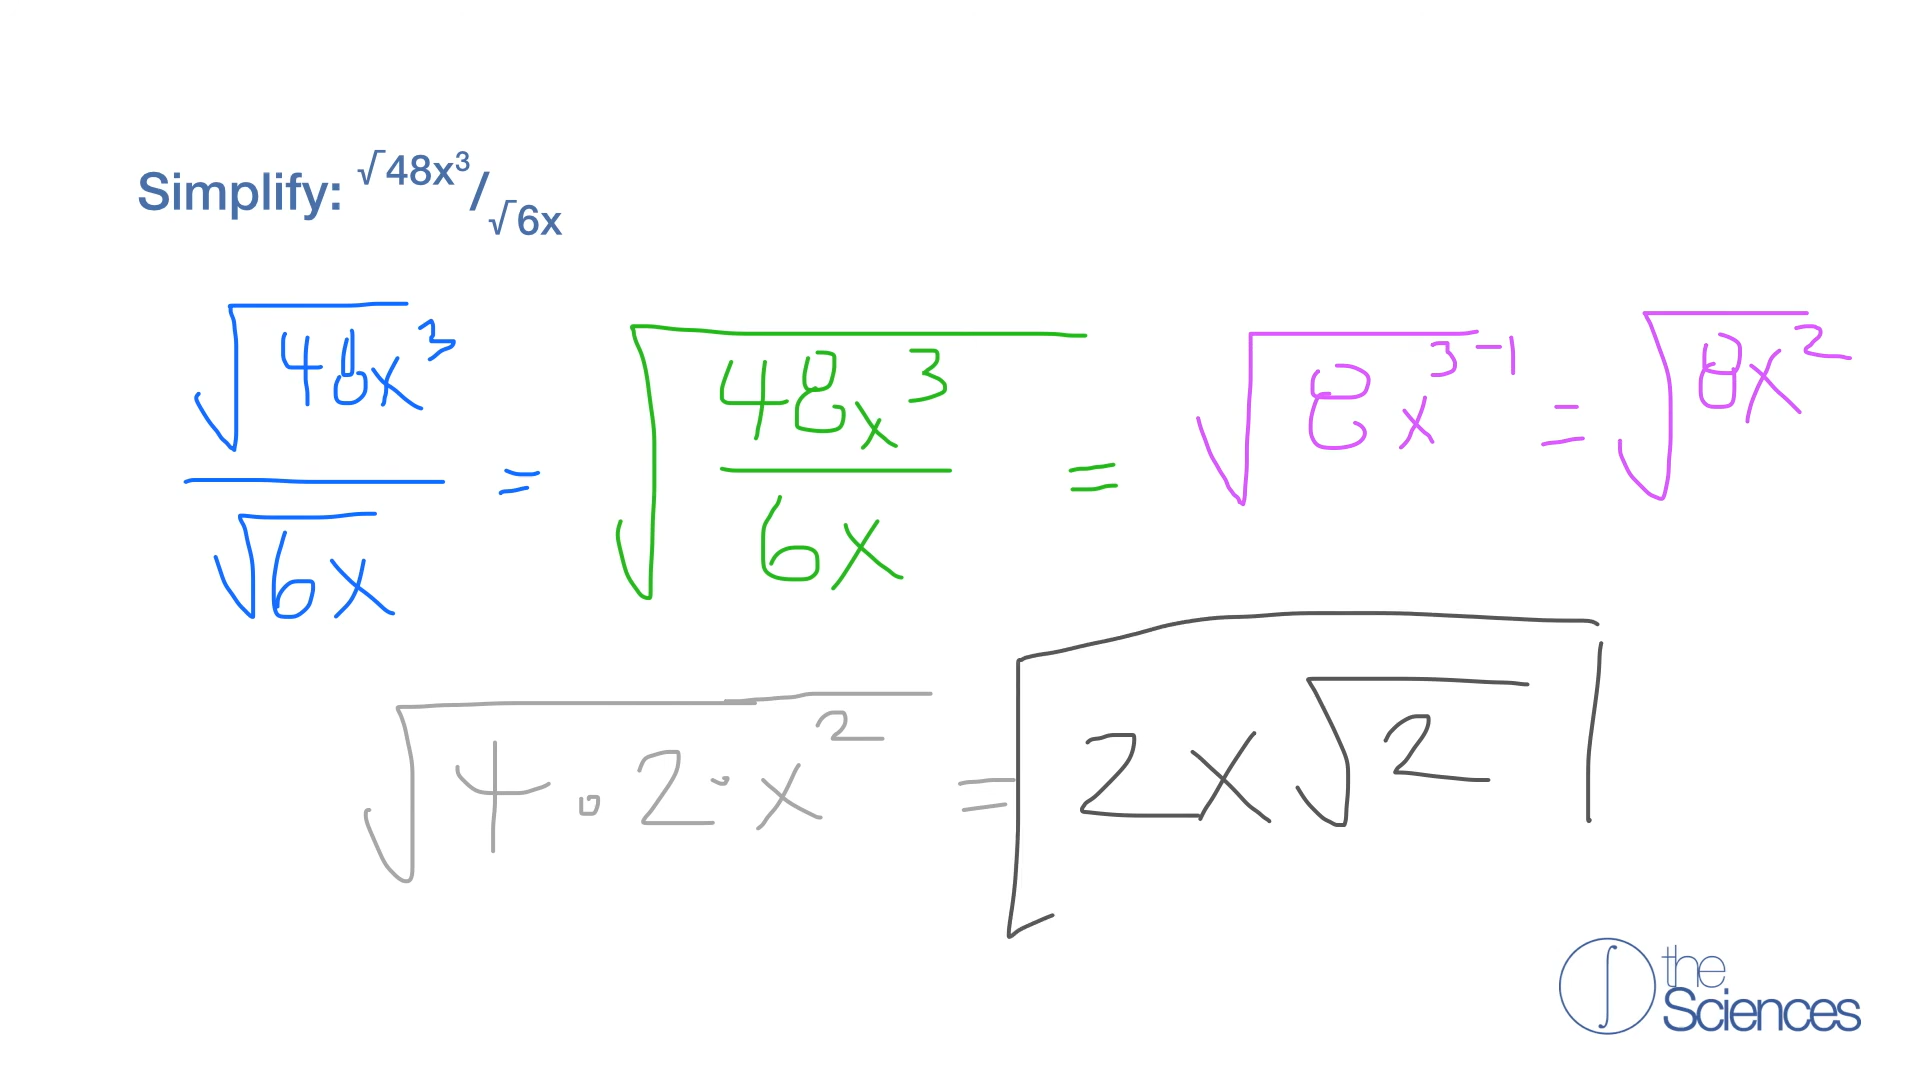 Simplify: √48x³/√6x
√48x³ / √6x = √(48x³ / 6x) = √8x³⁻¹ = √8x²
√4·2·x² = 2x√2
the
Sciences